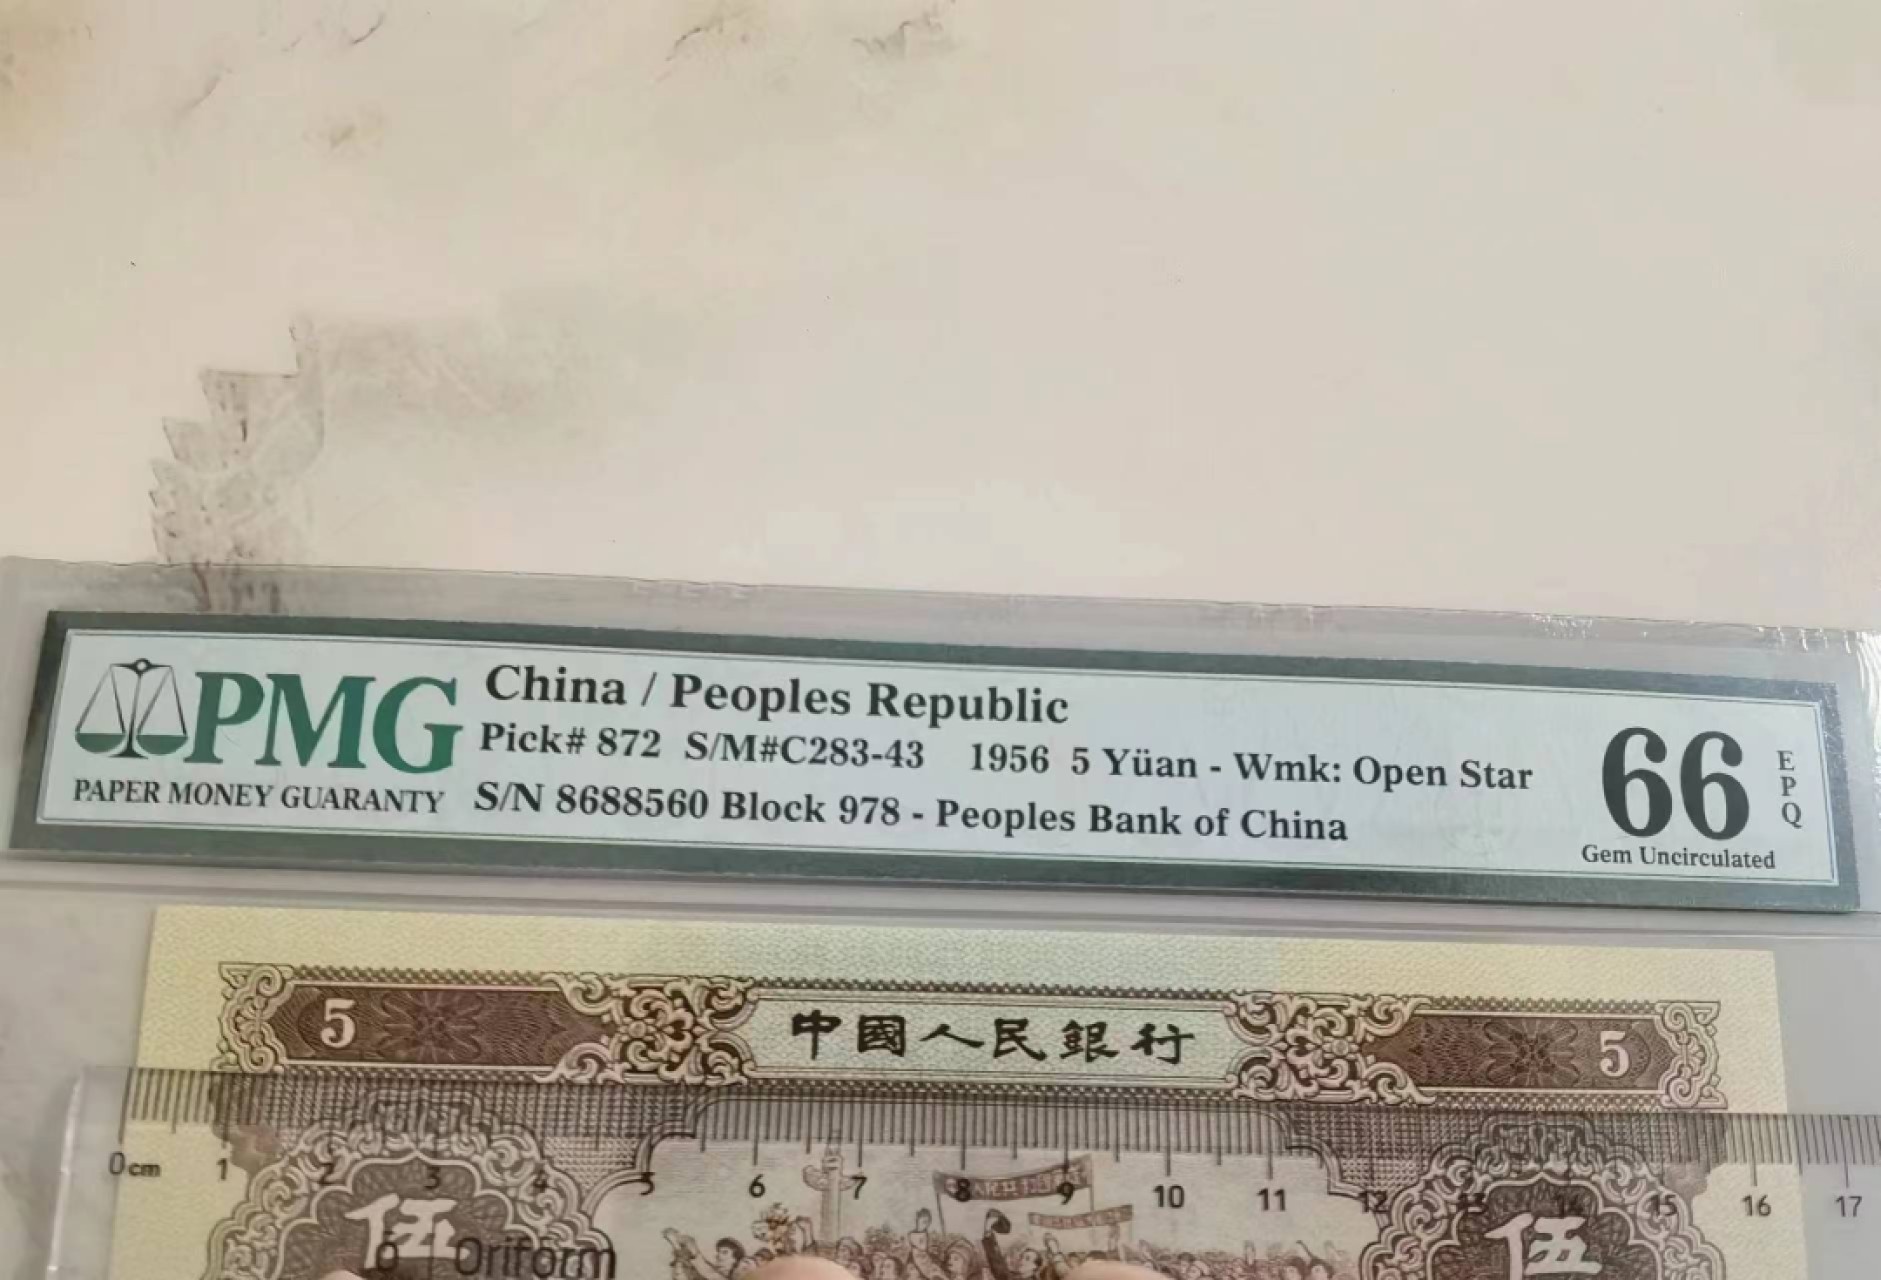 PMG
PAPER MONEY GUARANTY
China / Peoples Republic
Pick# 872 S/M#C283-43 1956 5 Yüan - Wmk: Open Star
S/N 8688560 Block 978 - Peoples Bank of China
66
EPQ
Gem Uncirculated
5 中國人民銀行 5
0cm 1 2 3 4 5 6 7 8 9 10 11 12 13 14 15 16 17
伍 伍
Oriform